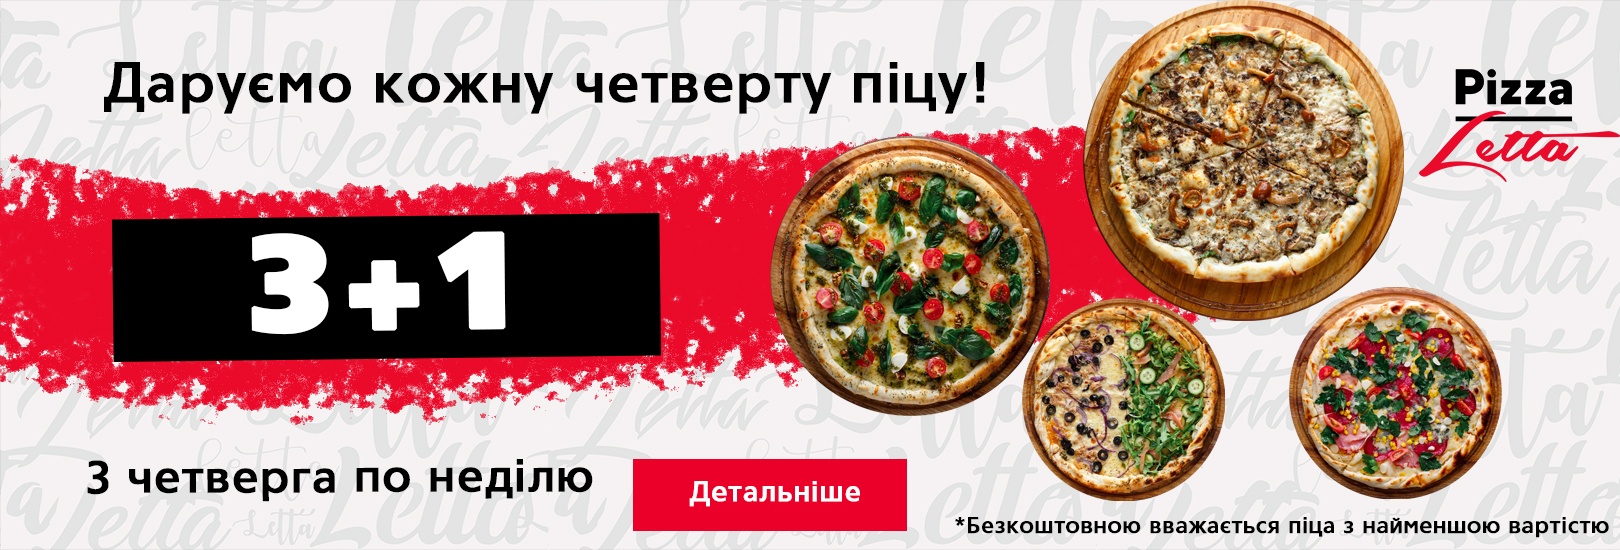 Даруємо кожну четверту піцу!
Pizza
Letta
3+1
З четверга по неділю
Детальніше
*Безкоштовною вважається піца з найменшою вартістю